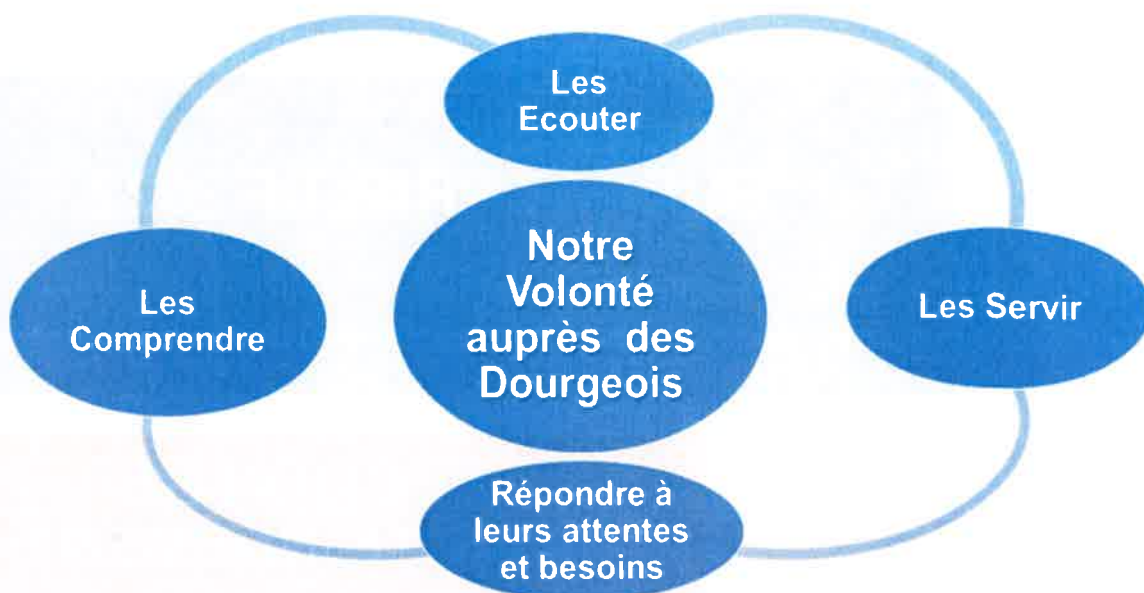 Les
Ecouter
Notre
Volonté
auprès des
Dourgeois
Les
Comprendre
Les Servir
Répondre à
leurs attentes
et besoins